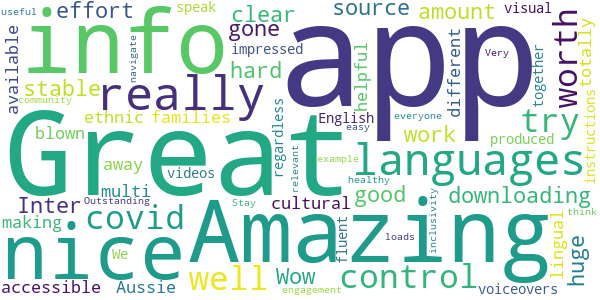 useful
effort
speak
clear
source
amount
visual
info
app
gone
impressed
hard
navigate
available
stable
really
helpful
different
Very
together
worth
totally
community
ethnic families
English
try
blown
Great
regardless
easy
work
everyone
produced
instructions
away
videos
relevant
example
languages
multi
Outstanding
healthy
good
downloading
Inter
covid
cultural
Stay
think
making
We
nice
Amazing
well
Wow
fluent
control
loads
inclusivity
huge
lingual
accessible
Aussie
engagement
voiceovers